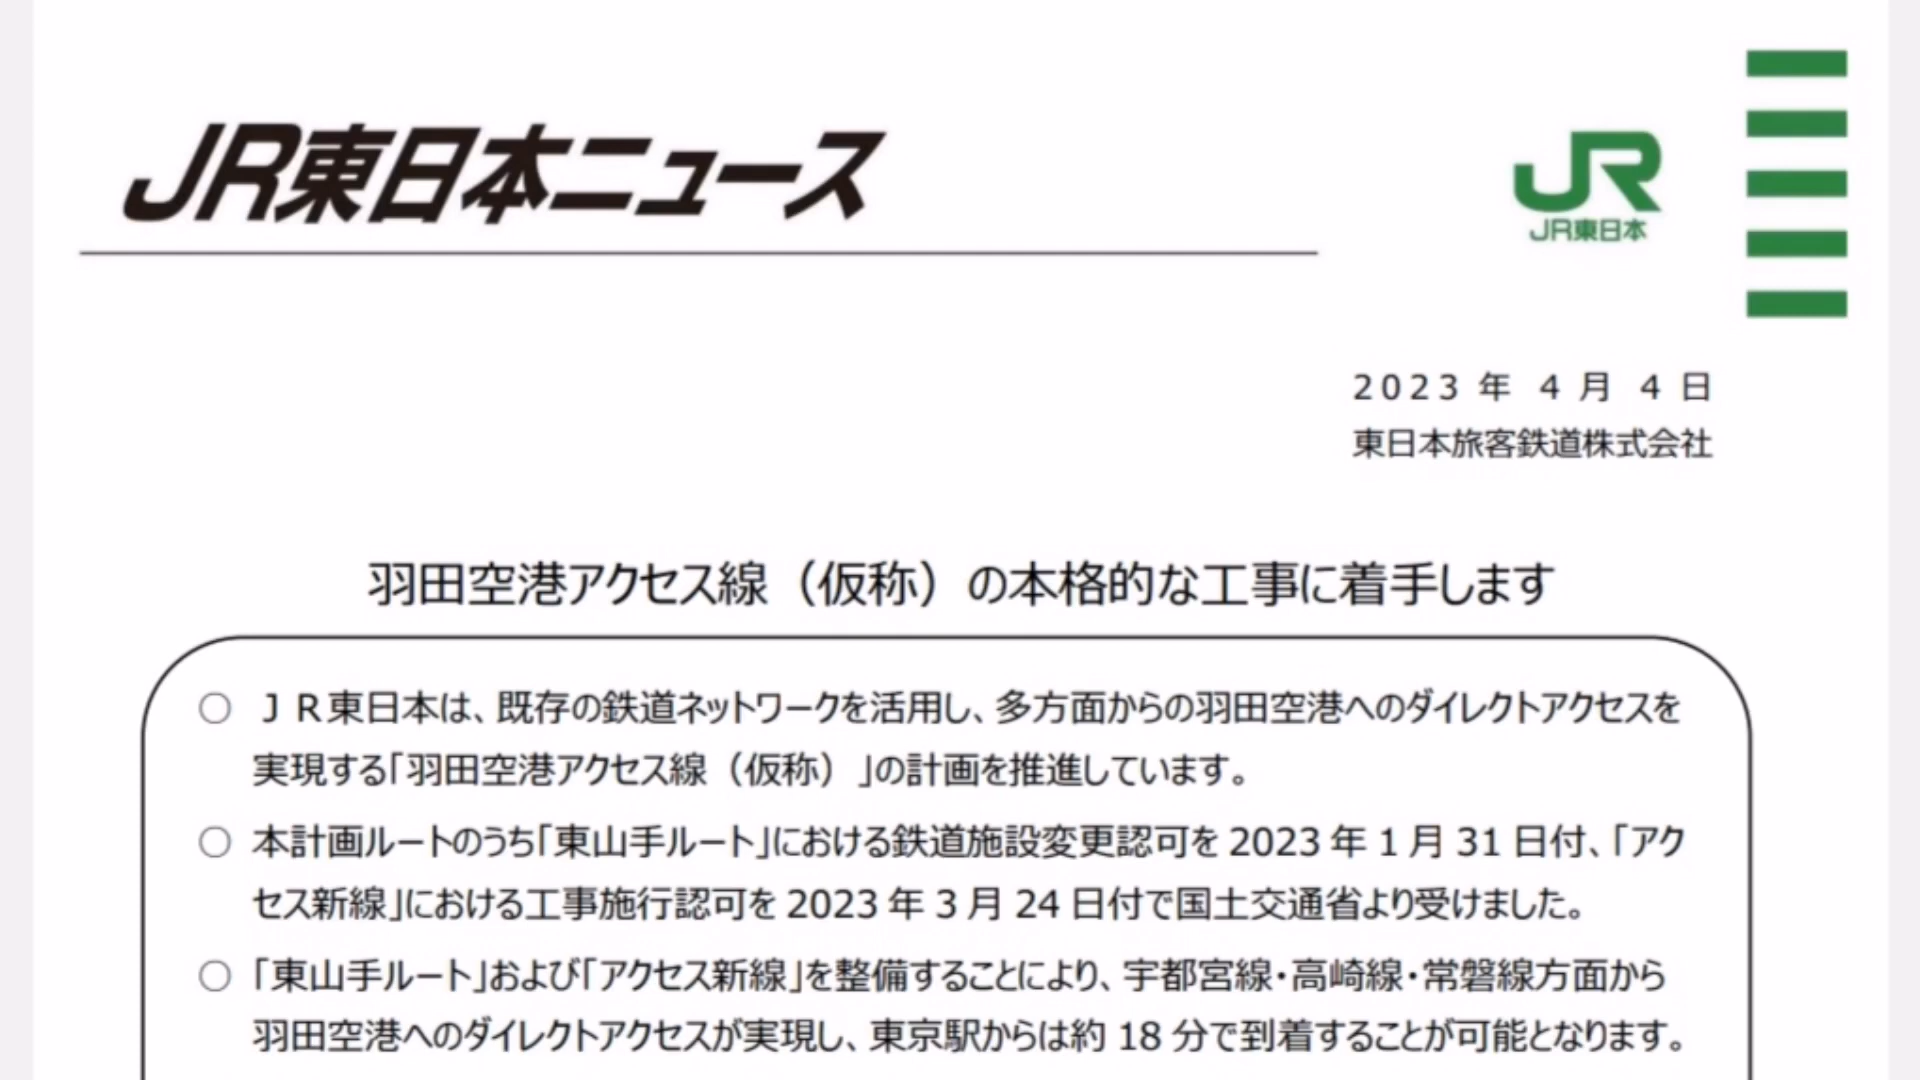 JR東日本ニュース
JR東日本
2023 年 4 月 4 日
東日本旅客鉄道株式会社
羽田空港アクセス線（仮称）の本格的な工事に着手します
○ ＪＲ東日本は、既存の鉄道ネットワークを活用し、多方面からの羽田空港へのダイレクトアクセスを
実現する「羽田空港アクセス線（仮称）」の計画を推進しています。
○ 本計画ルートのうち「東山手ルート」における鉄道施設変更認可を 2023 年 1 月 31 日付、「アク
セス新線」における工事施行認可を 2023 年 3 月 24 日付で国土交通省より受けました。
○ 「東山手ルート」および「アクセス新線」を整備することにより、宇都宮線・高崎線・常磐線方面から
羽田空港へのダイレクトアクセスが実現し、東京駅からは約 18 分で到着することが可能となります。